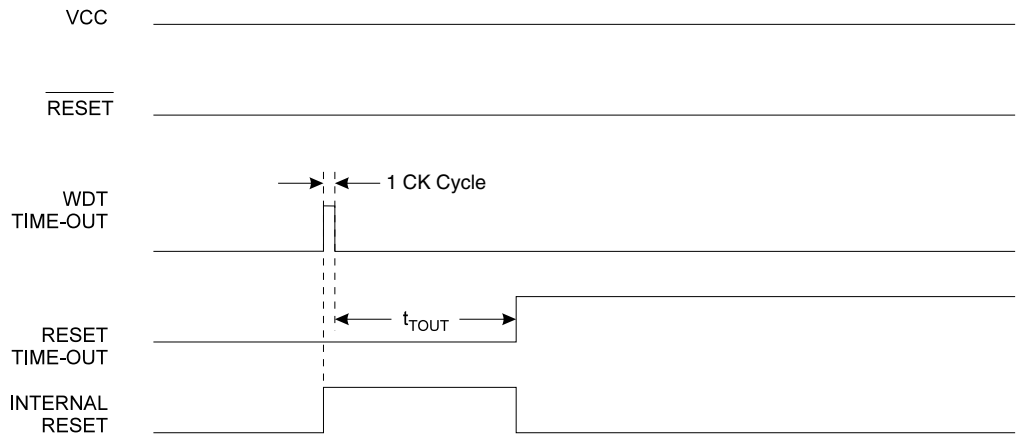 VCC
RESET
1 CK Cycle
WDT
TIME-OUT
tTOUT
RESET
TIME-OUT
INTERNAL
RESET